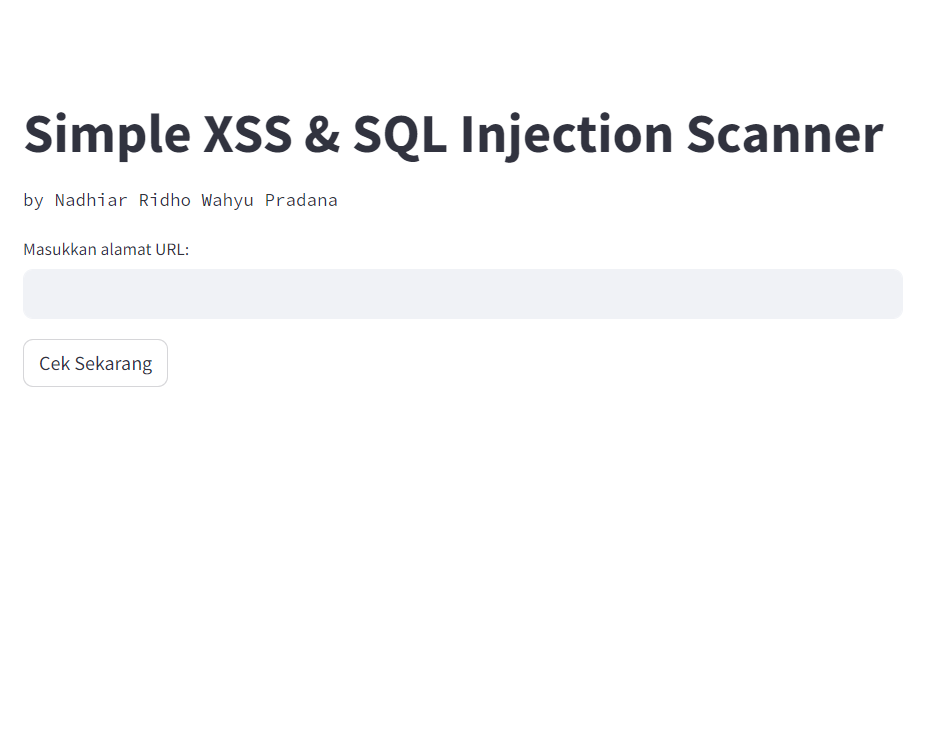 Simple XSS & SQL Injection Scanner
by Nadhiar Ridho Wahyu Pradana
Masukkan alamat URL:
Cek Sekarang